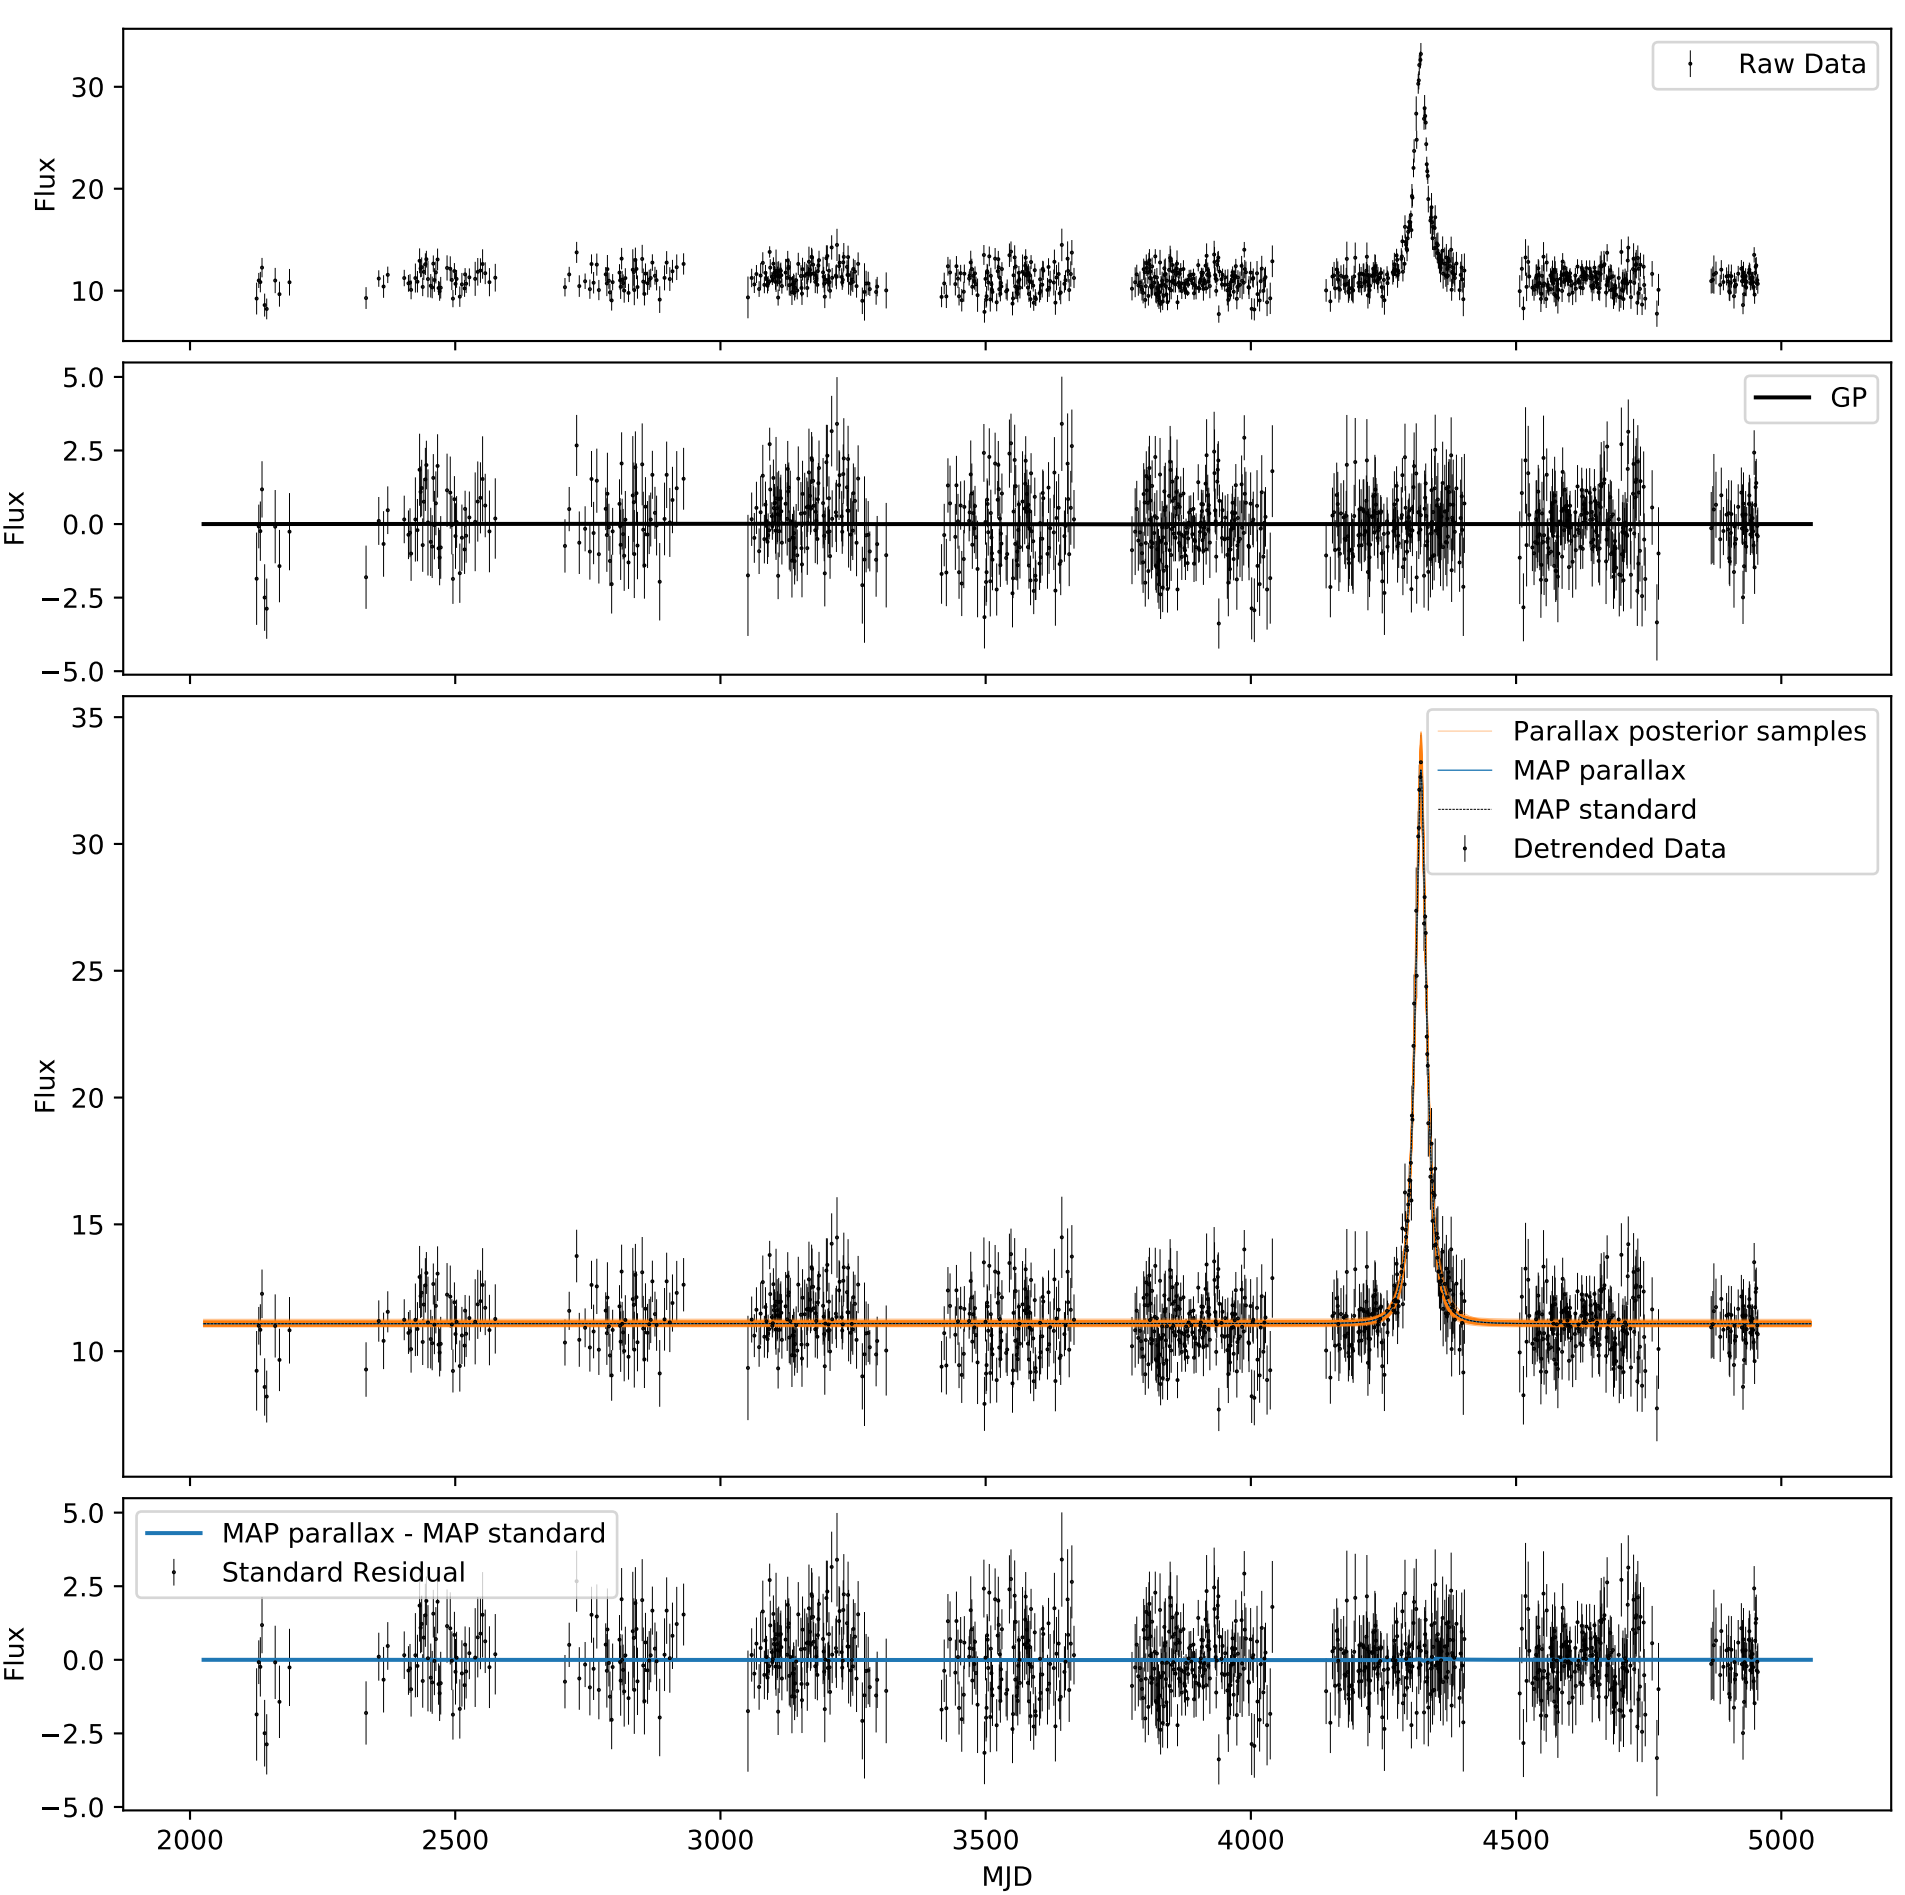 Flux
30
20
10
Raw Data
Flux
5.0
2.5
0.0
−2.5
−5.0
GP
Flux
35
30
25
20
15
10
Parallax posterior samples
MAP parallax
MAP standard
Detrended Data
Flux
5.0
2.5
0.0
−2.5
−5.0
MAP parallax - MAP standard
Standard Residual
2000 2500 3000 3500 4000 4500 5000
MJD